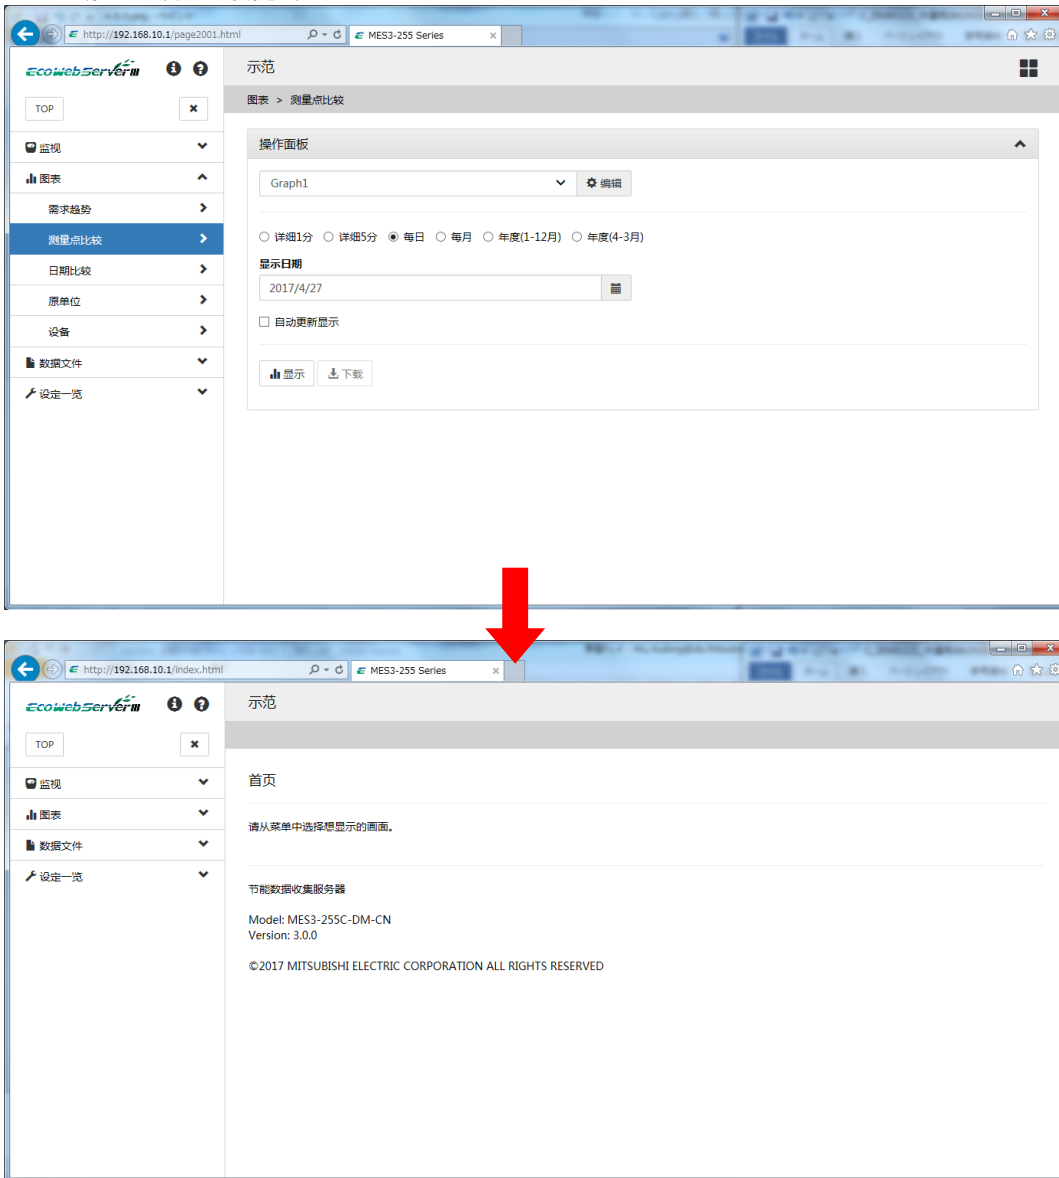 http://192.168.10.1/page2001.html
MES3-255 Series
EcoWebServerIII
示范
图表 > 测量点比较
TOP
操作面板
监视
图表
Graph1
编辑
需求趋势
测量点比较
详细1分 详细5分 每日 每月 年度(1-12月) 年度(4-3月)
显示日期
日期比较
2017/4/27
原单位
自动更新显示
设备
数据文件
显示 下载
设定一览
http://192.168.10.1/index.html
MES3-255 Series
EcoWebServerIII
示范
TOP
首页
监视
图表
请从菜单中选择想显示的画面。
数据文件
设定一览
节能数据收集服务器
Model: MES3-255C-DM-CN
Version: 3.0.0
©2017 MITSUBISHI ELECTRIC CORPORATION ALL RIGHTS RESERVED